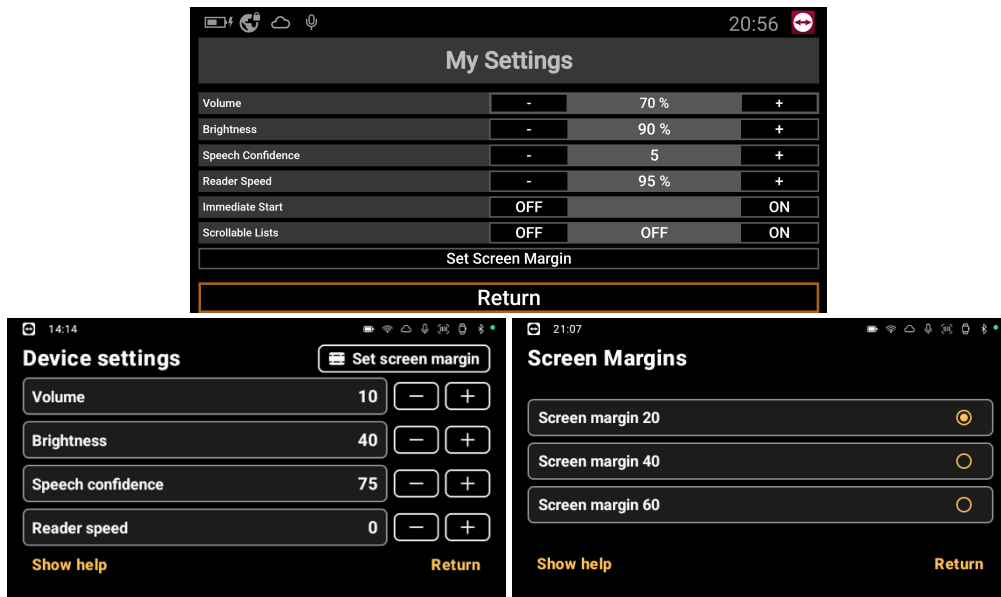 20:56
My Settings
Volume - 70 % +
Brightness - 90 % +
Speech Confidence - 5 +
Reader Speed - 95 % +
Immediate Start OFF ON
Scrollable Lists OFF OFF ON
Set Screen Margin
Return
14:14
Device settings Set screen margin
Volume 10 — +
Brightness 40 — +
Speech confidence 75 — +
Reader speed 0 — +
Show help Return
21:07
Screen Margins
Screen margin 20
Screen margin 40
Screen margin 60
Show help Return